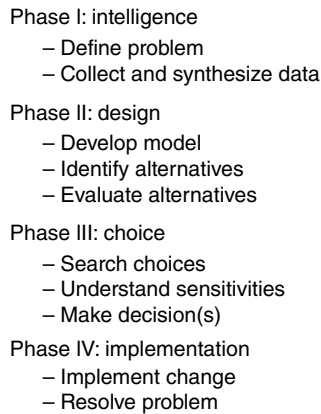 Phase I: intelligence
– Define problem
– Collect and synthesize data
Phase II: design
– Develop model
– Identify alternatives
– Evaluate alternatives
Phase III: choice
– Search choices
– Understand sensitivities
– Make decision(s)
Phase IV: implementation
– Implement change
– Resolve problem